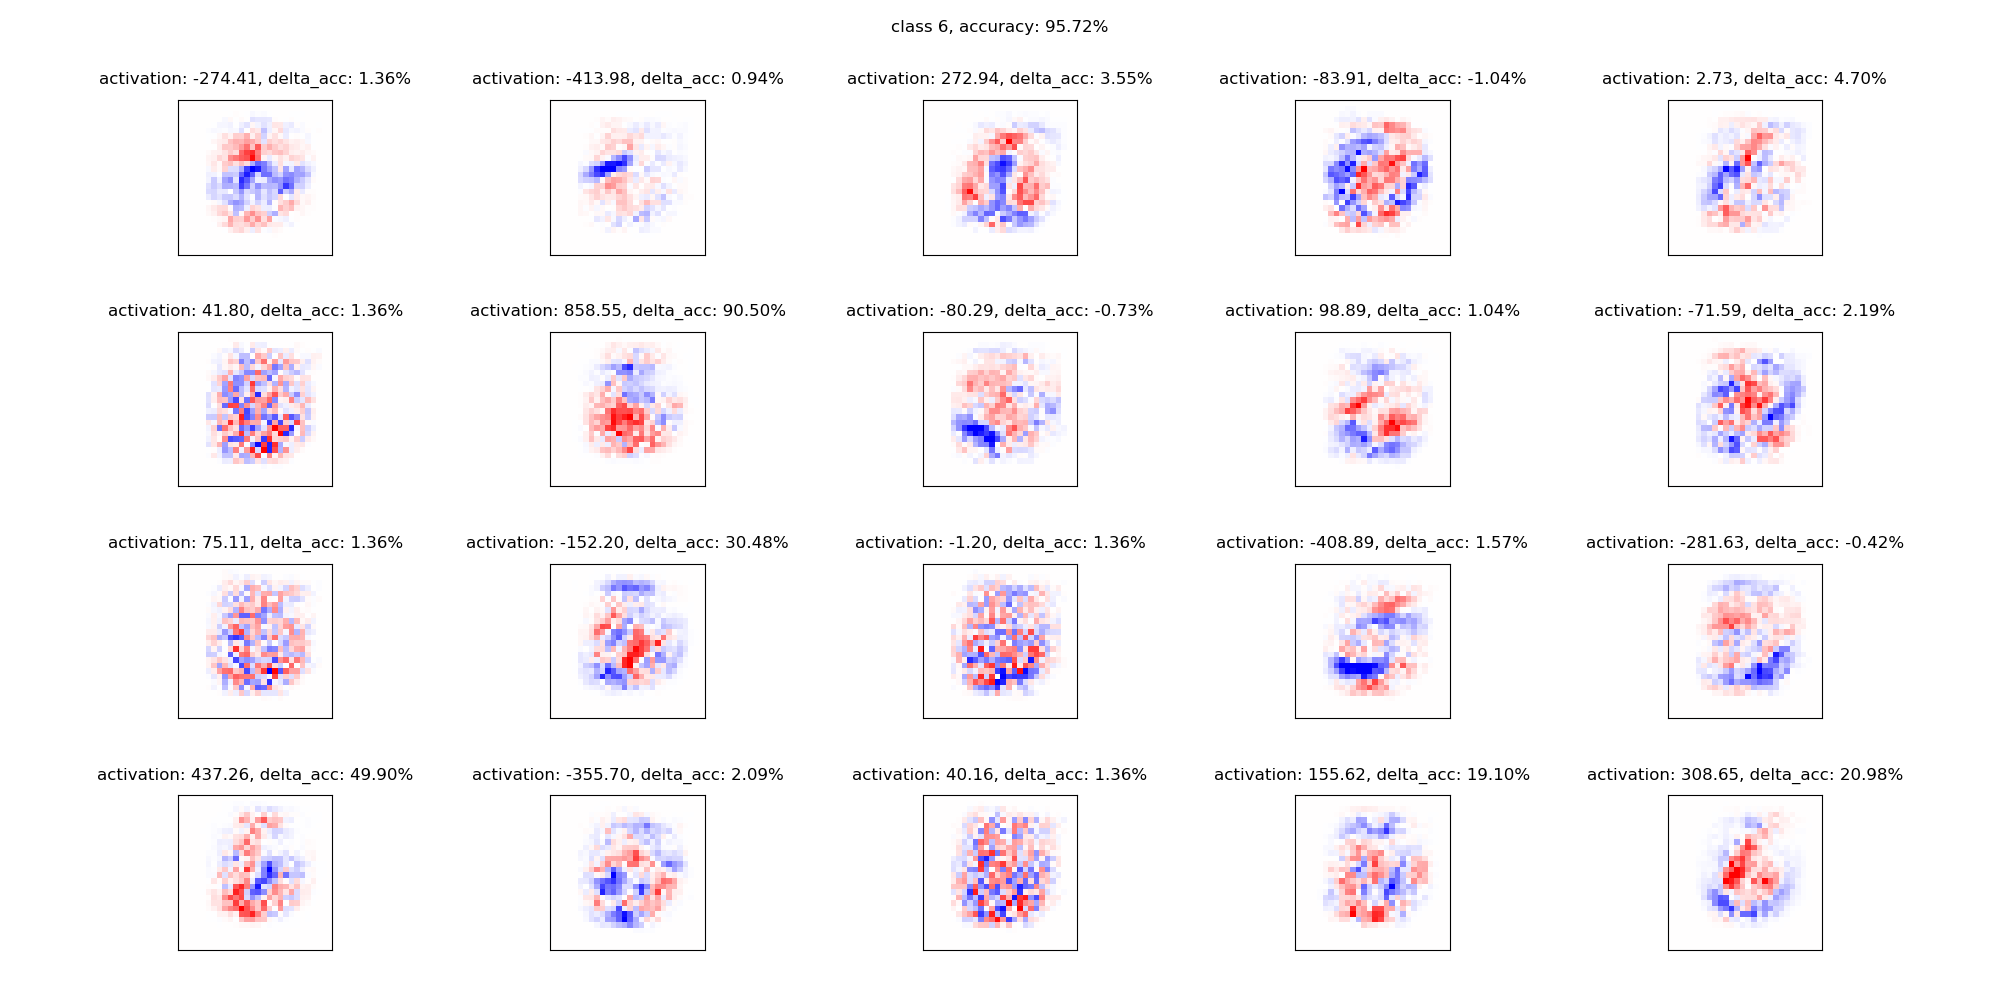 class 6, accuracy: 95.72%
activation: -274.41, delta_acc: 1.36%
activation: -413.98, delta_acc: 0.94%
activation: 272.94, delta_acc: 3.55%
activation: -83.91, delta_acc: -1.04%
activation: 2.73, delta_acc: 4.70%
activation: 41.80, delta_acc: 1.36%
activation: 858.55, delta_acc: 90.50%
activation: -80.29, delta_acc: -0.73%
activation: 98.89, delta_acc: 1.04%
activation: -71.59, delta_acc: 2.19%
activation: 75.11, delta_acc: 1.36%
activation: -152.20, delta_acc: 30.48%
activation: -1.20, delta_acc: 1.36%
activation: -408.89, delta_acc: 1.57%
activation: -281.63, delta_acc: -0.42%
activation: 437.26, delta_acc: 49.90%
activation: -355.70, delta_acc: 2.09%
activation: 40.16, delta_acc: 1.36%
activation: 155.62, delta_acc: 19.10%
activation: 308.65, delta_acc: 20.98%